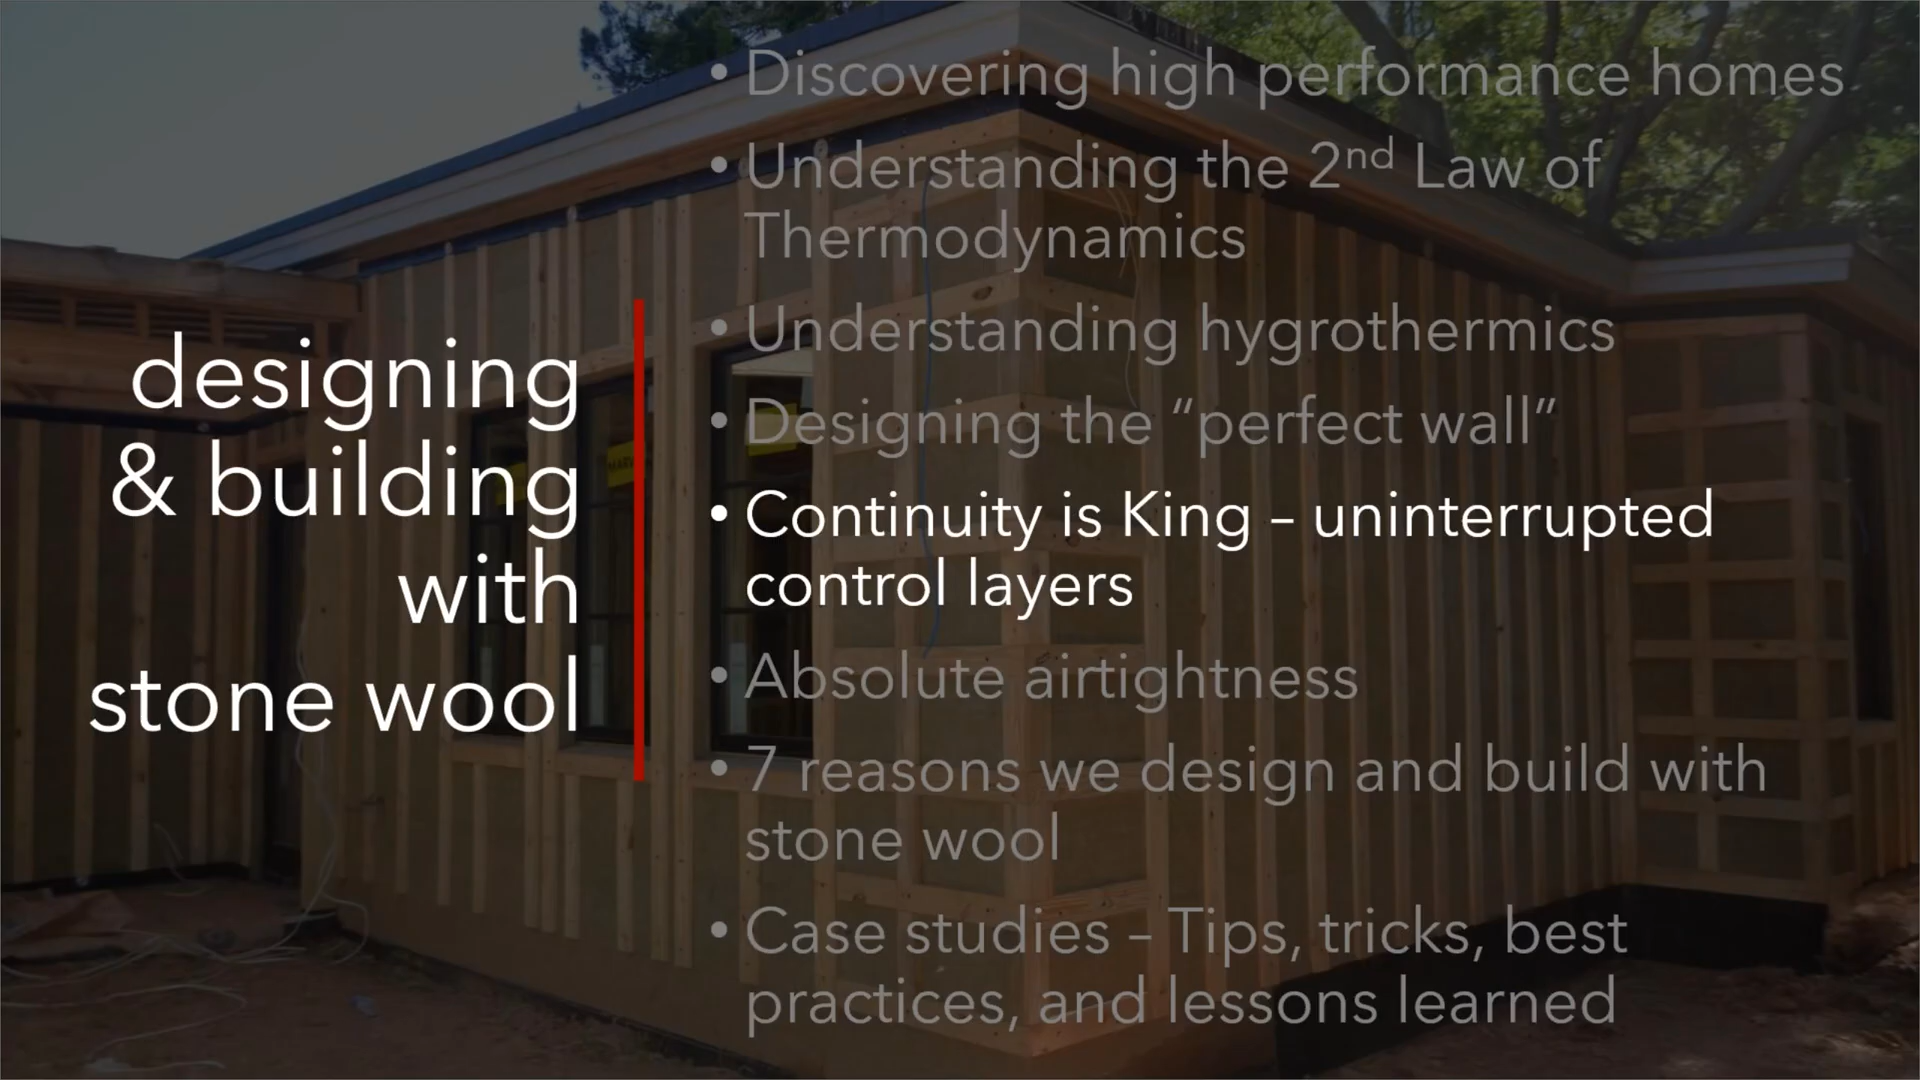 designing
& building
with
stone wool
• Discovering high performance homes
• Understanding the 2nd Law of
Thermodynamics
• Understanding hygrothermics
• Designing the “perfect wall”
• Continuity is King – uninterrupted
control layers
• Absolute airtightness
• 7 reasons we design and build with
stone wool
• Case studies – Tips, tricks, best
practices, and lessons learned